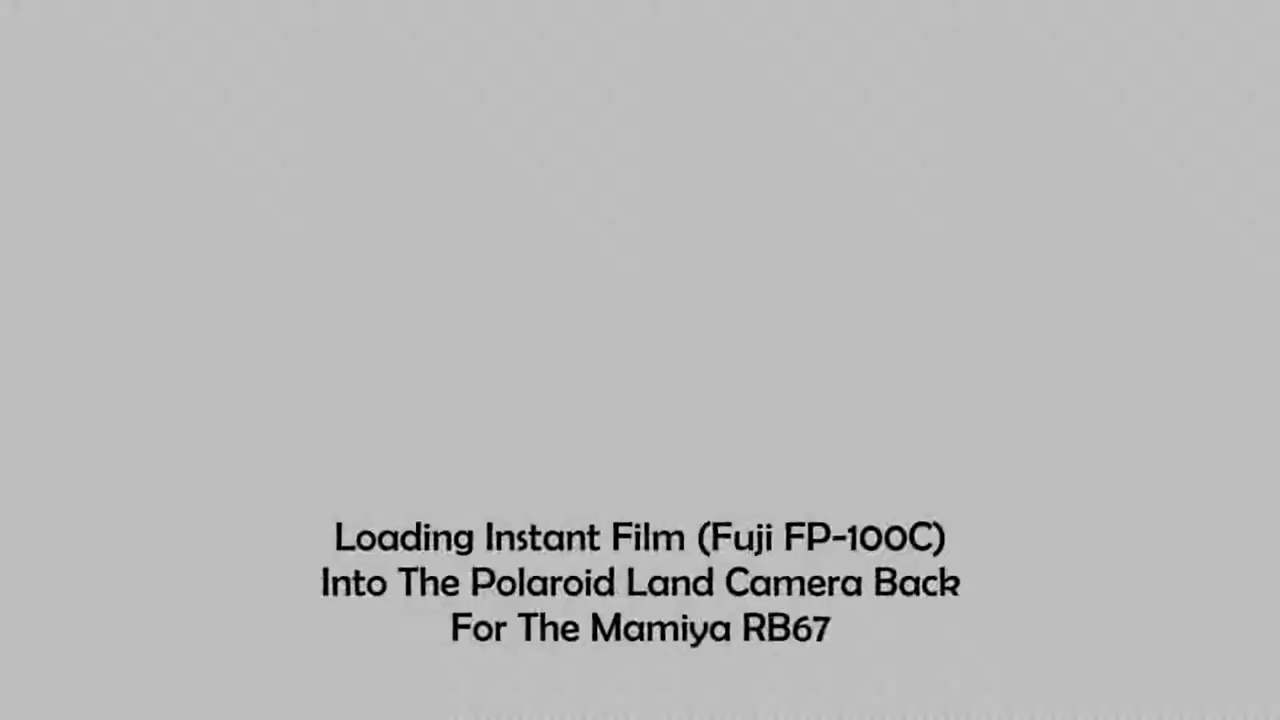 Loading Instant Film (Fuji FP-100C)
Into The Polaroid Land Camera Back
For The Mamiya RB67